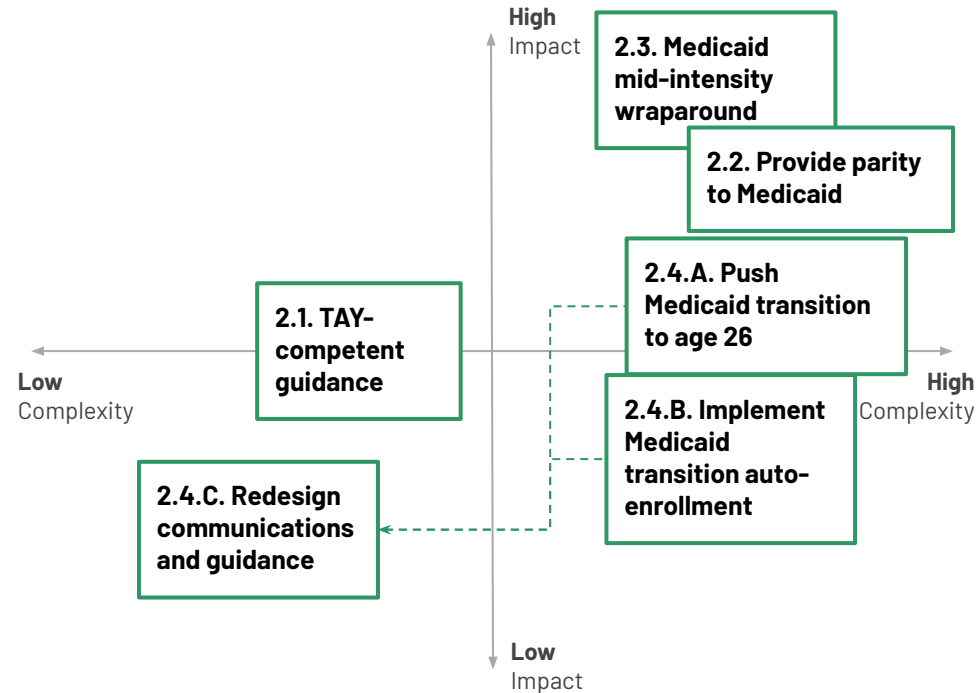 High
Impact
2.3. Medicaid
mid-intensity
wraparound
2.2. Provide parity
to Medicaid
2.4.A. Push
Medicaid transition
to age 26
2.1. TAY-
competent
guidance
Low
Complexity
High
Complexity
2.4.B. Implement
Medicaid
transition auto-
enrollment
2.4.C. Redesign
communications
and guidance
Low
Impact